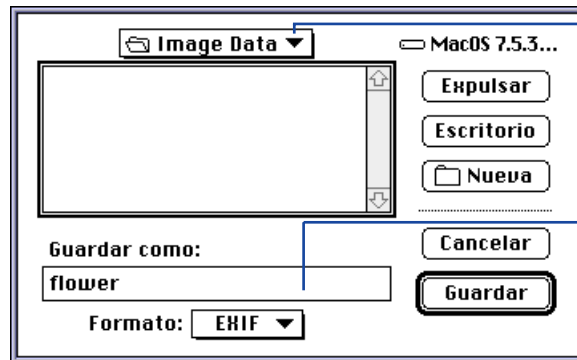 Image Data
MacOS 7.5.3...
Expulsar
Escritorio
Nueva
Guardar como:
flower
Formato: EXIF
Cancelar
Guardar